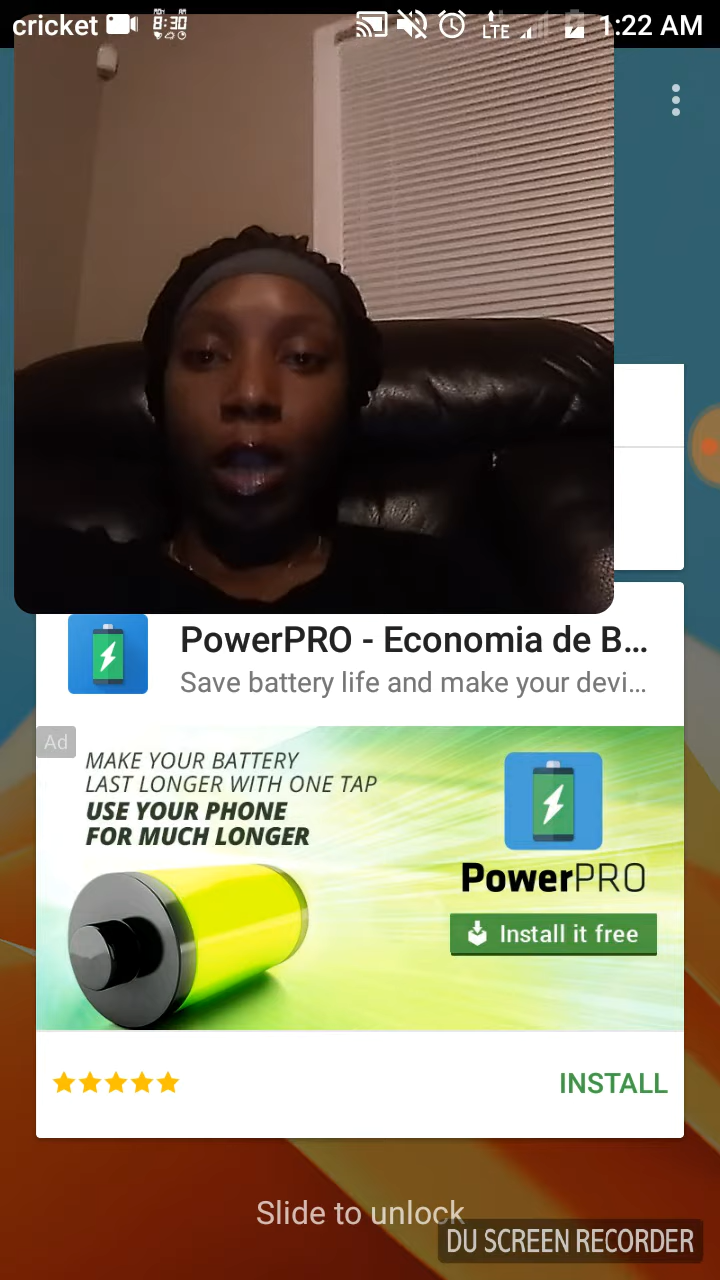 cricket 8:30 LTE 1:22 AM
PowerPRO - Economia de B...
Save battery life and make your devi...
Ad
MAKE YOUR BATTERY
LAST LONGER WITH ONE TAP
USE YOUR PHONE
FOR MUCH LONGER
PowerPRO
Install it free
INSTALL
Slide to unlock
DU SCREEN RECORDER